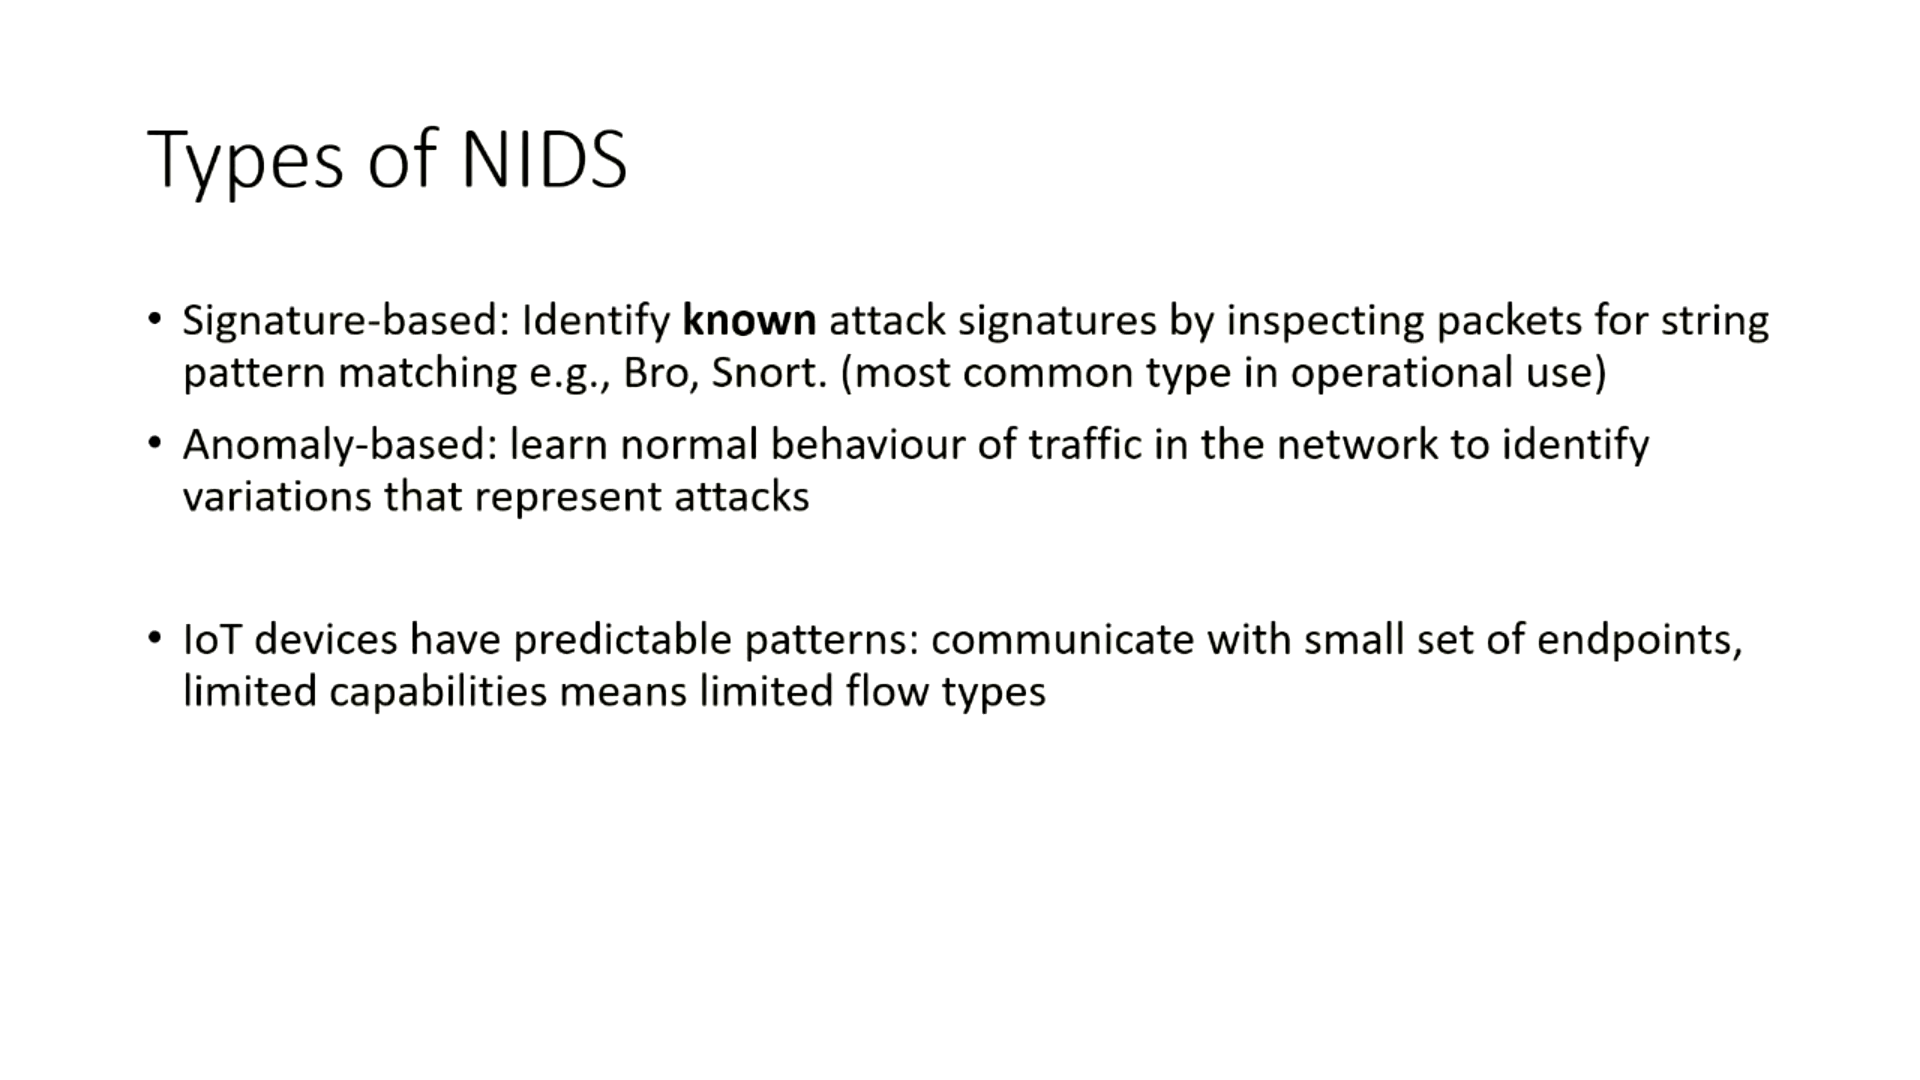 Types of NIDS
• Signature-based: Identify known attack signatures by inspecting packets for string
pattern matching e.g., Bro, Snort. (most common type in operational use)
• Anomaly-based: learn normal behaviour of traffic in the network to identify
variations that represent attacks
• IoT devices have predictable patterns: communicate with small set of endpoints,
limited capabilities means limited flow types